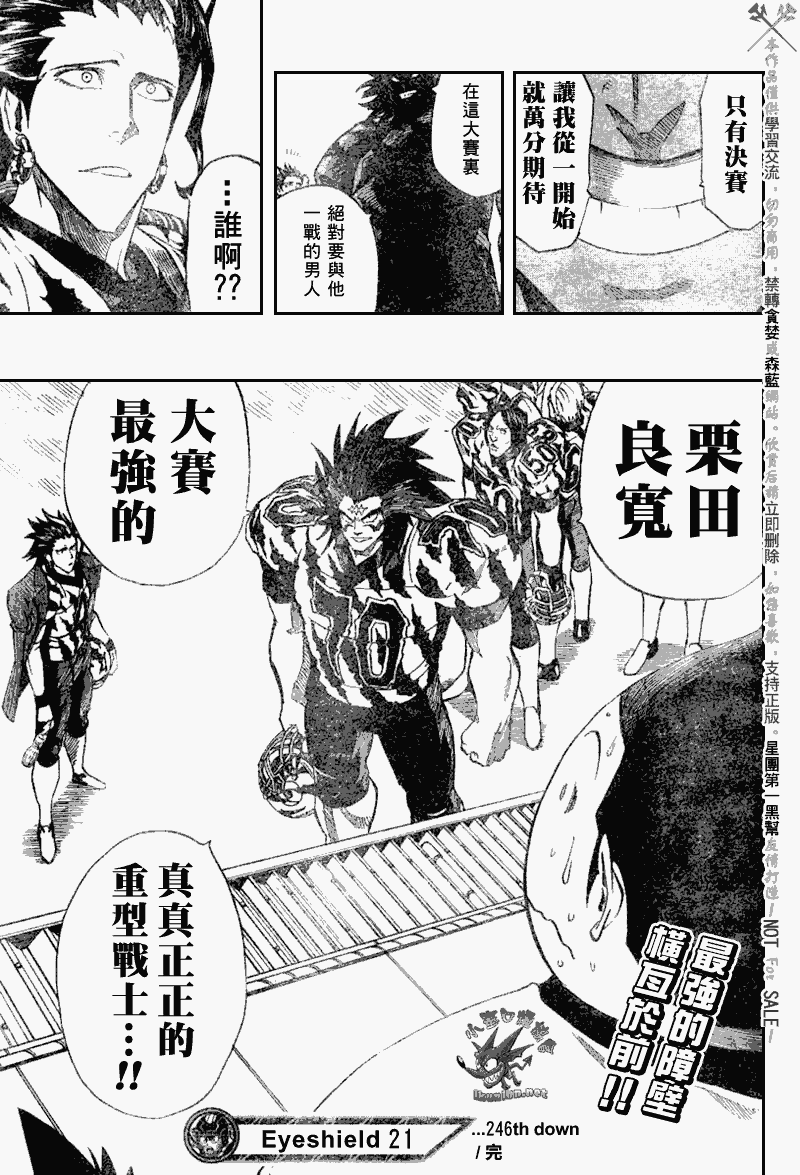 只有決賽
讓我從一開始
就萬分期待
在這大賽裏
絕對要與他
一戰的男人
…誰啊??
栗田
良寬
大賽
最強的
真真正正的
重型戰士…!!
最強的障壁
橫亙於前!!
Eyeshield 21
...246th down
/完
ikumlon.net
本作品僅供學習交流,切勿商用,禁轉貪婪或森藍網站。欣賞后請立即刪除,如您喜歡,支持正版。星團第一黑幫友情打造/NOT For SALE/